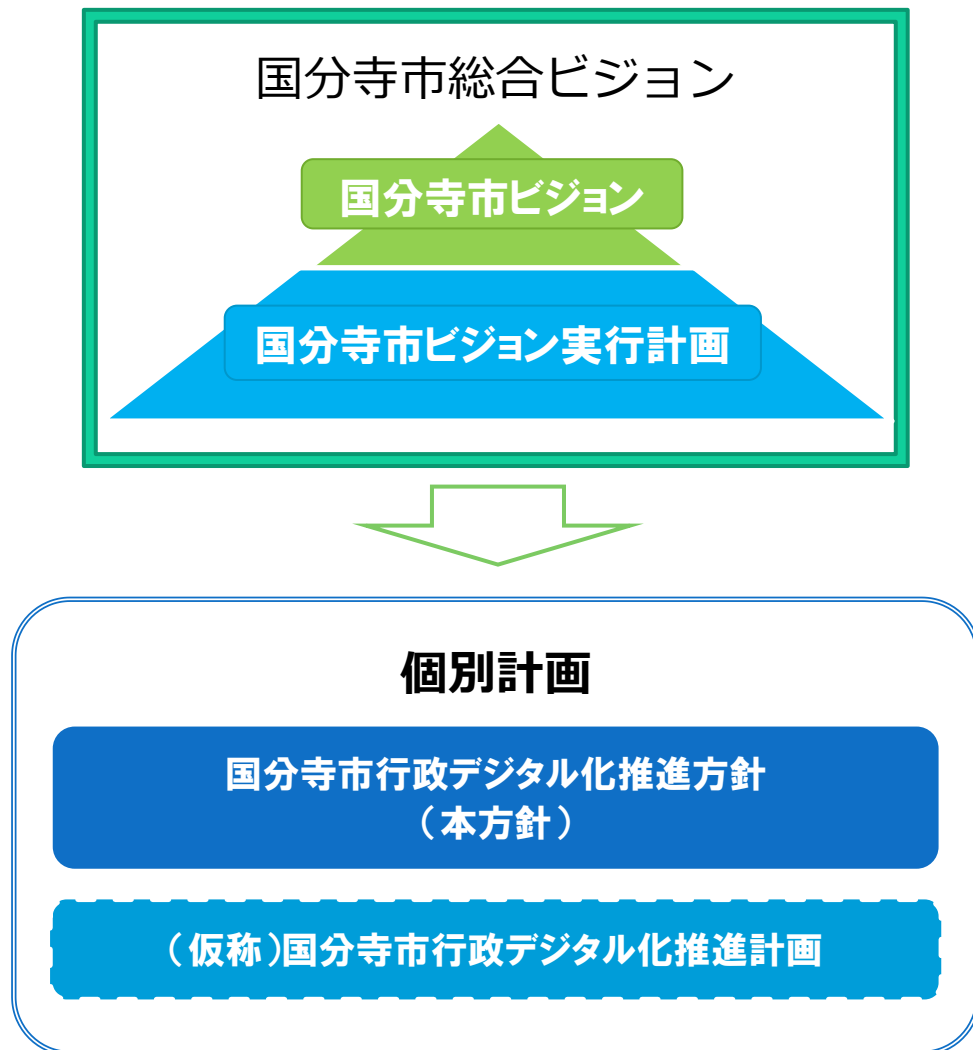 国分寺市総合ビジョン
国分寺市ビジョン
国分寺市ビジョン実行計画
個別計画
国分寺市行政デジタル化推進方針
（本方針）
（仮称）国分寺市行政デジタル化推進計画